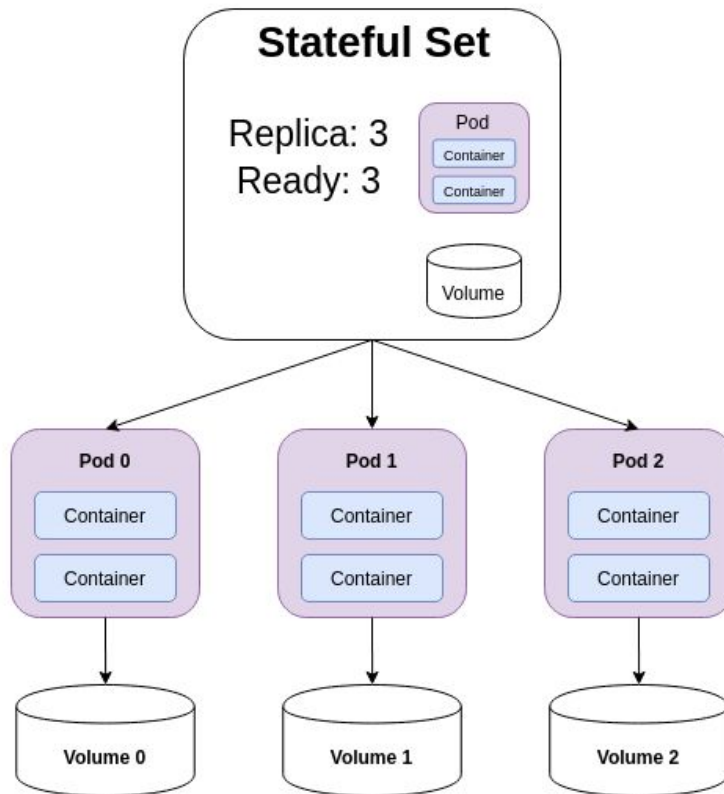 Stateful Set
Replica: 3
Ready: 3
Pod
Container
Container
Volume
Pod 0
Container
Container
Pod 1
Container
Container
Pod 2
Container
Container
Volume 0
Volume 1
Volume 2